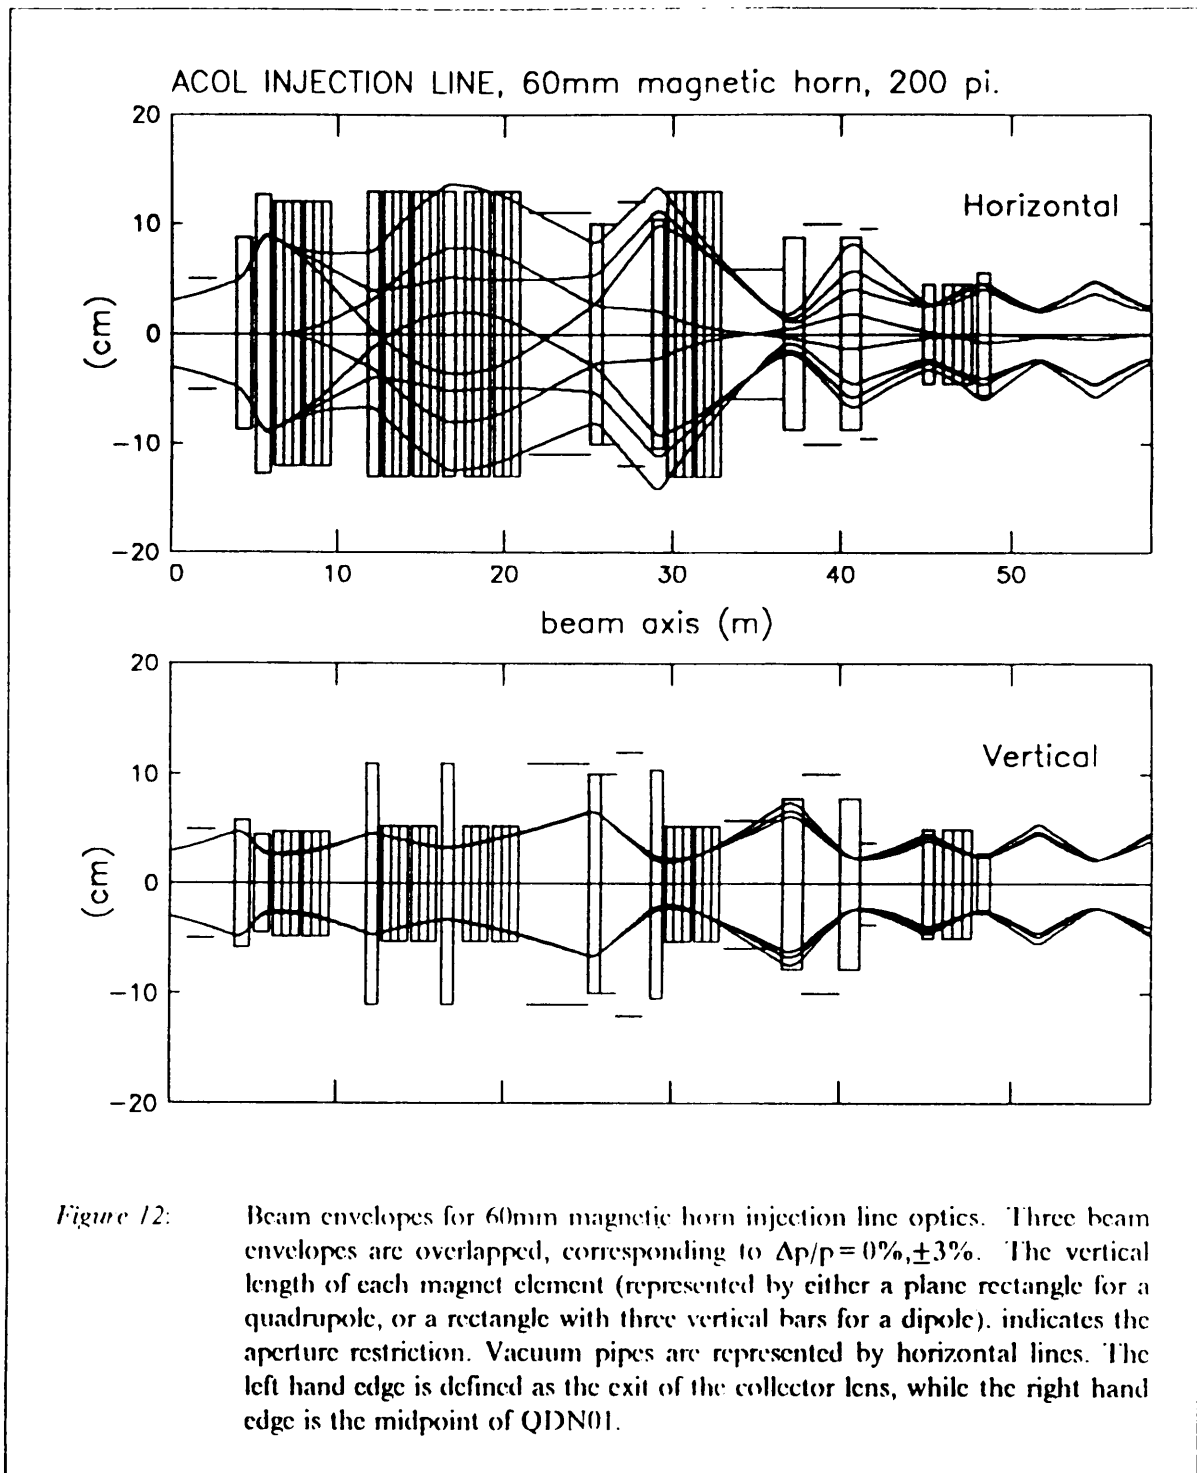 ACOL INJECTION LINE, 60mm magnetic horn, 200 pi.
20
10
0
−10
−20
(cm)
Horizontal
0 10 20 30 40 50
beam axis (m)
20
10
0
−10
−20
(cm)
Vertical
Figure 12: Beam envelopes for 60mm magnetic horn injection line optics. Three beam
envelopes are overlapped, corresponding to Δp/p = 0%,±3%. The vertical
length of each magnet element (represented by either a plane rectangle for a
quadrupole, or a rectangle with three vertical bars for a dipole). indicates the
aperture restriction. Vacuum pipes are represented by horizontal lines. The
left hand edge is defined as the exit of the collector lens, while the right hand
edge is the midpoint of QDN01.